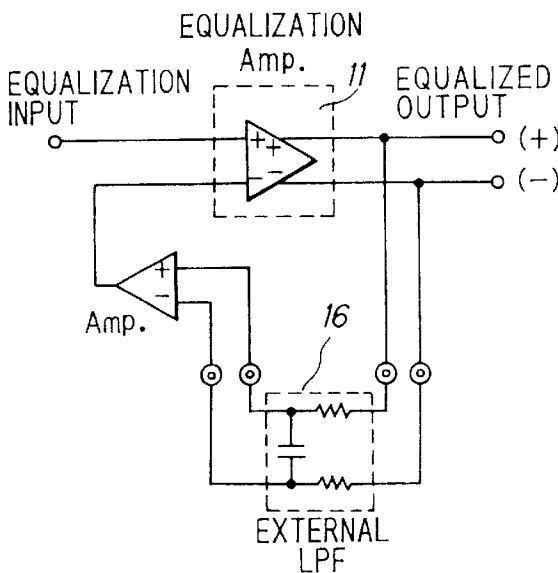 EQUALIZATION
Amp.
11
EQUALIZATION
INPUT
EQUALIZED
OUTPUT
(+)
(−)
+
+
−
−
+
−
Amp.
16
EXTERNAL
LPF